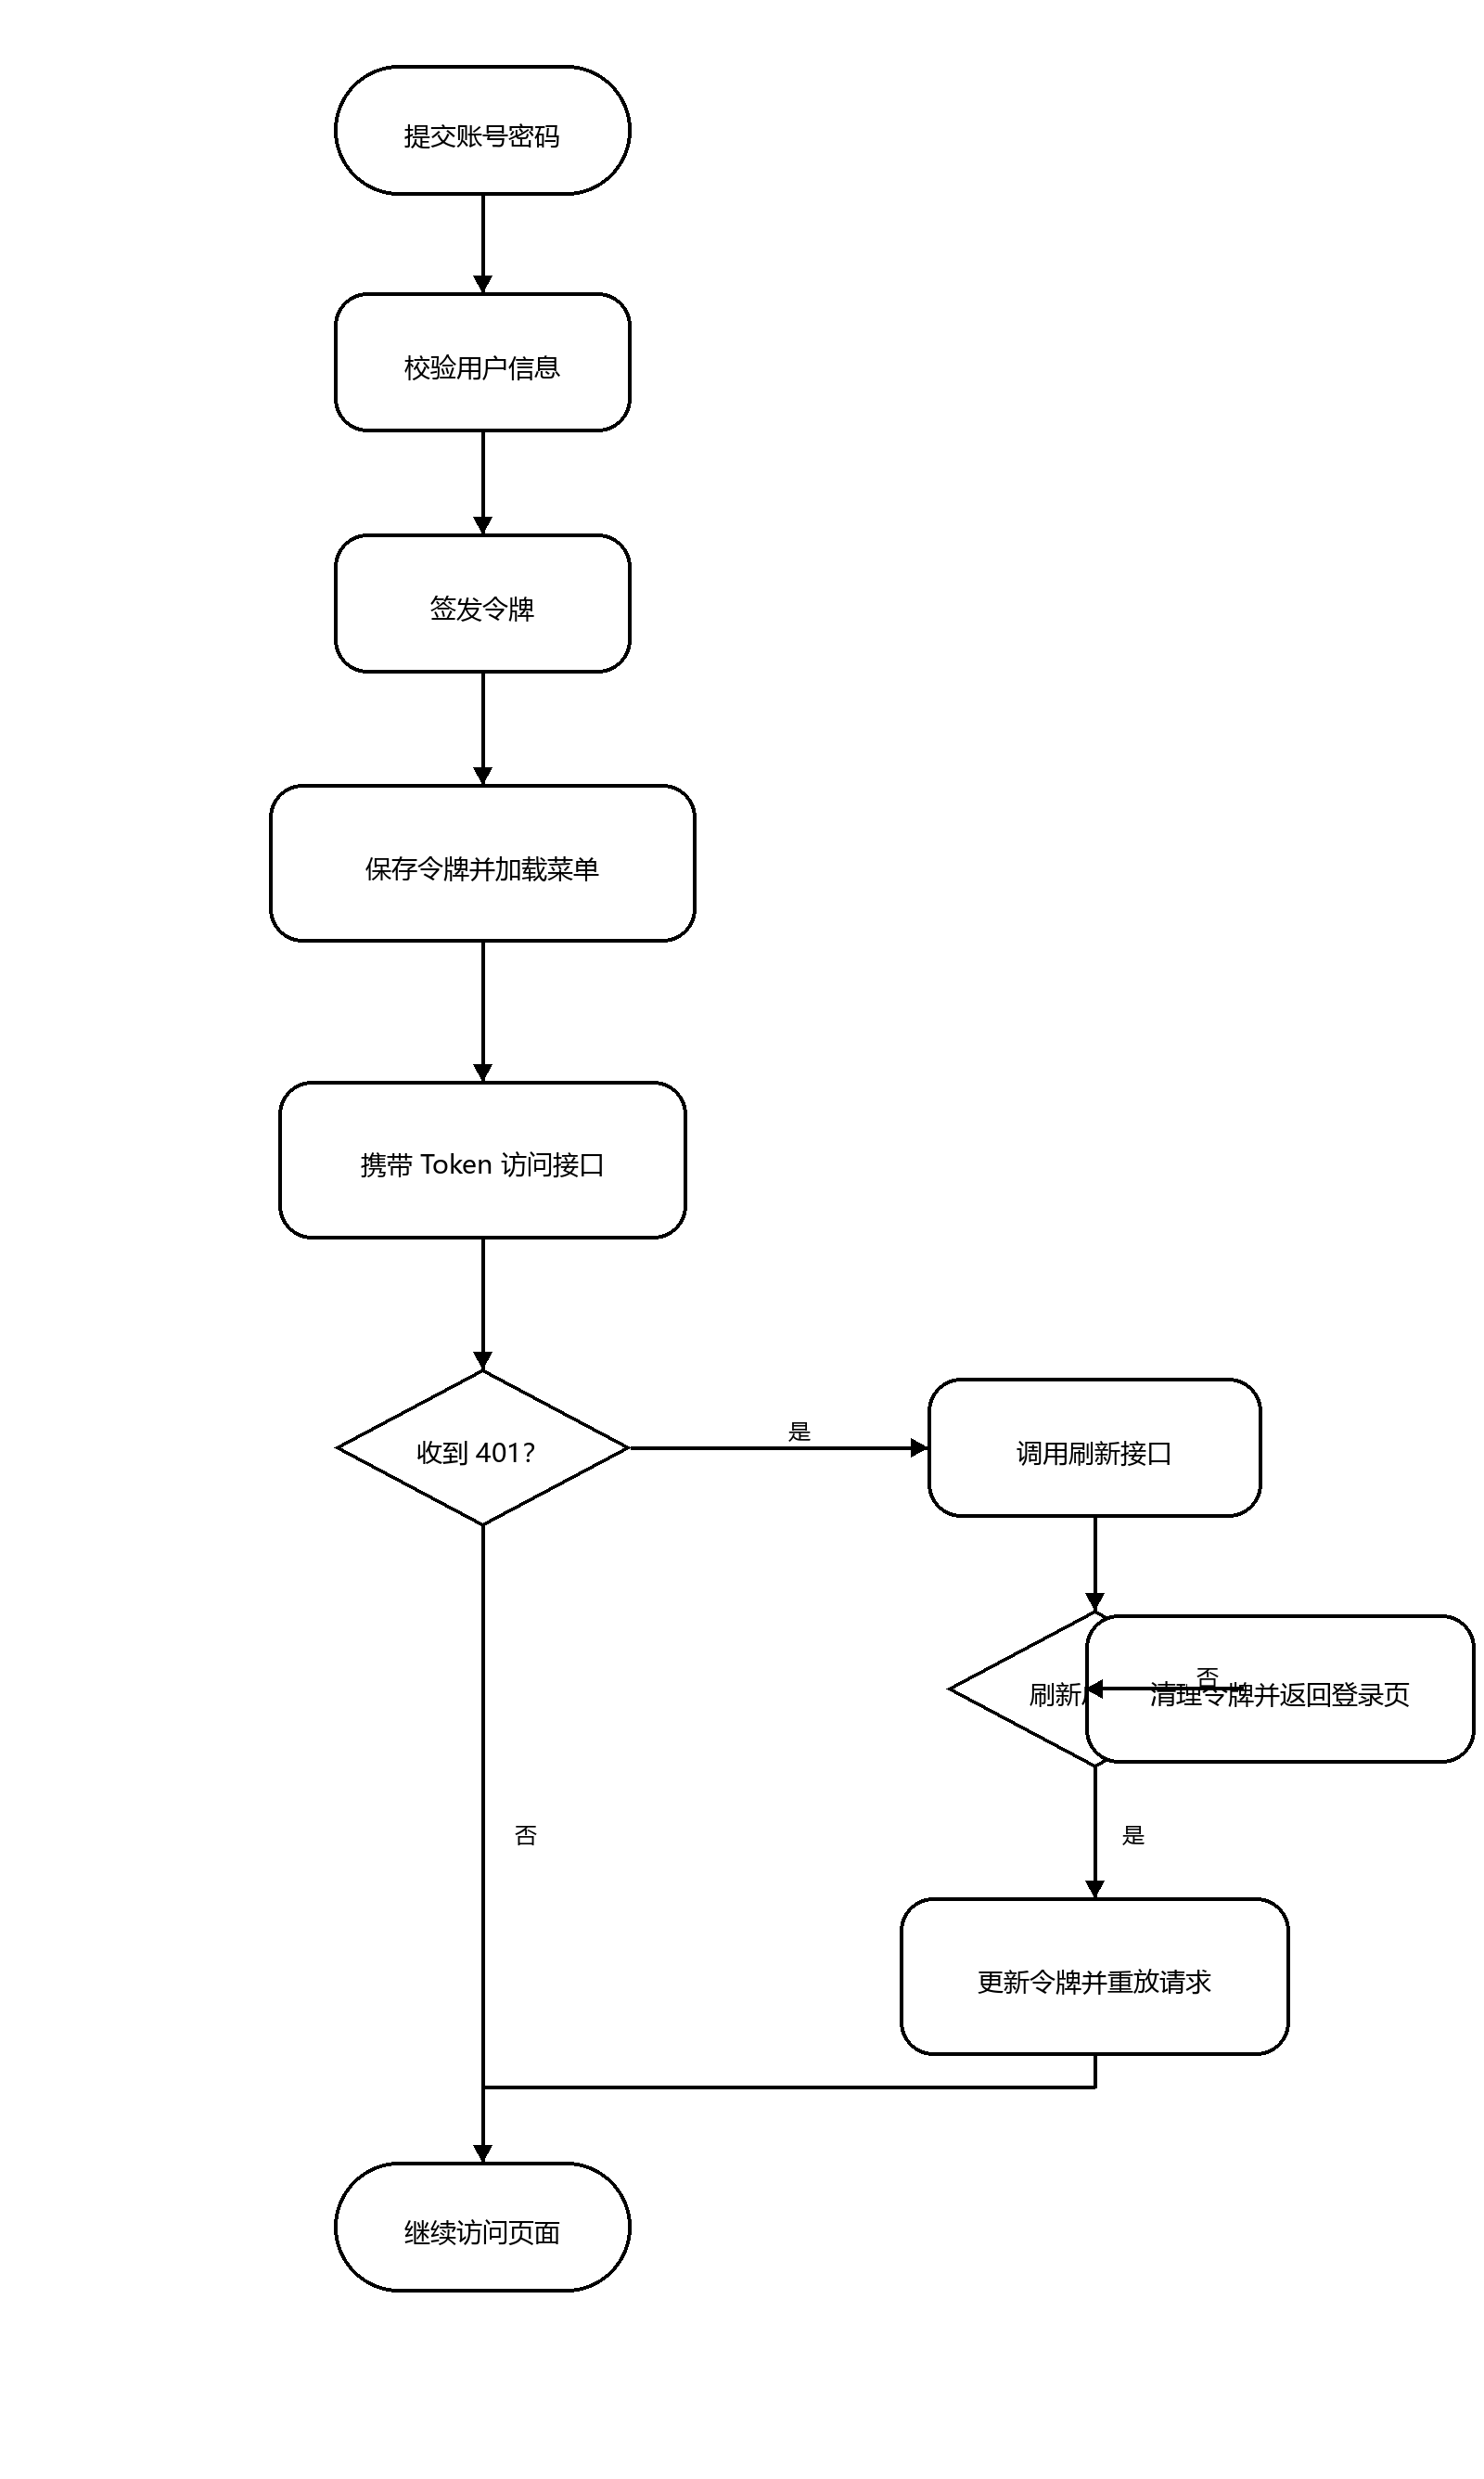 提交账号密码
校验用户信息
签发令牌
保存令牌并加载菜单
携带 Token 访问接口
收到 401?
是
调用刷新接口
刷新
否
清理令牌并返回登录页
否
是
更新令牌并重放请求
继续访问页面